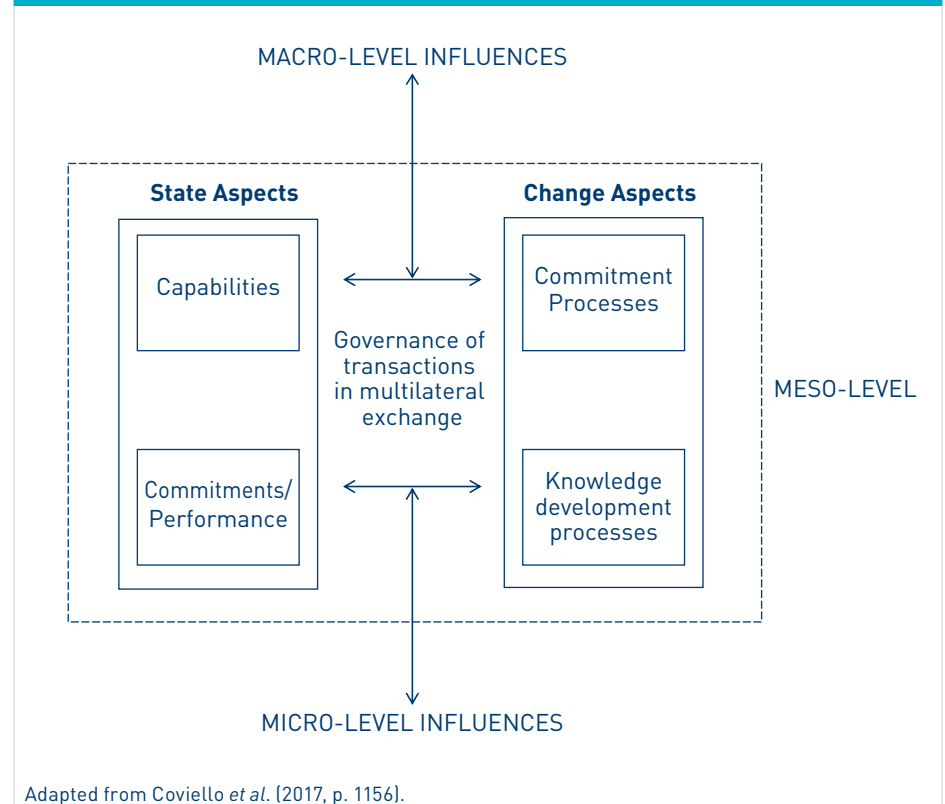 MACRO-LEVEL INFLUENCES
State Aspects
Change Aspects
Capabilities
Commitment
Processes
Governance of
transactions
in multilateral
exchange
MESO-LEVEL
Commitments/
Performance
Knowledge
development
processes
MICRO-LEVEL INFLUENCES
Adapted from Coviello et al. (2017, p. 1156).